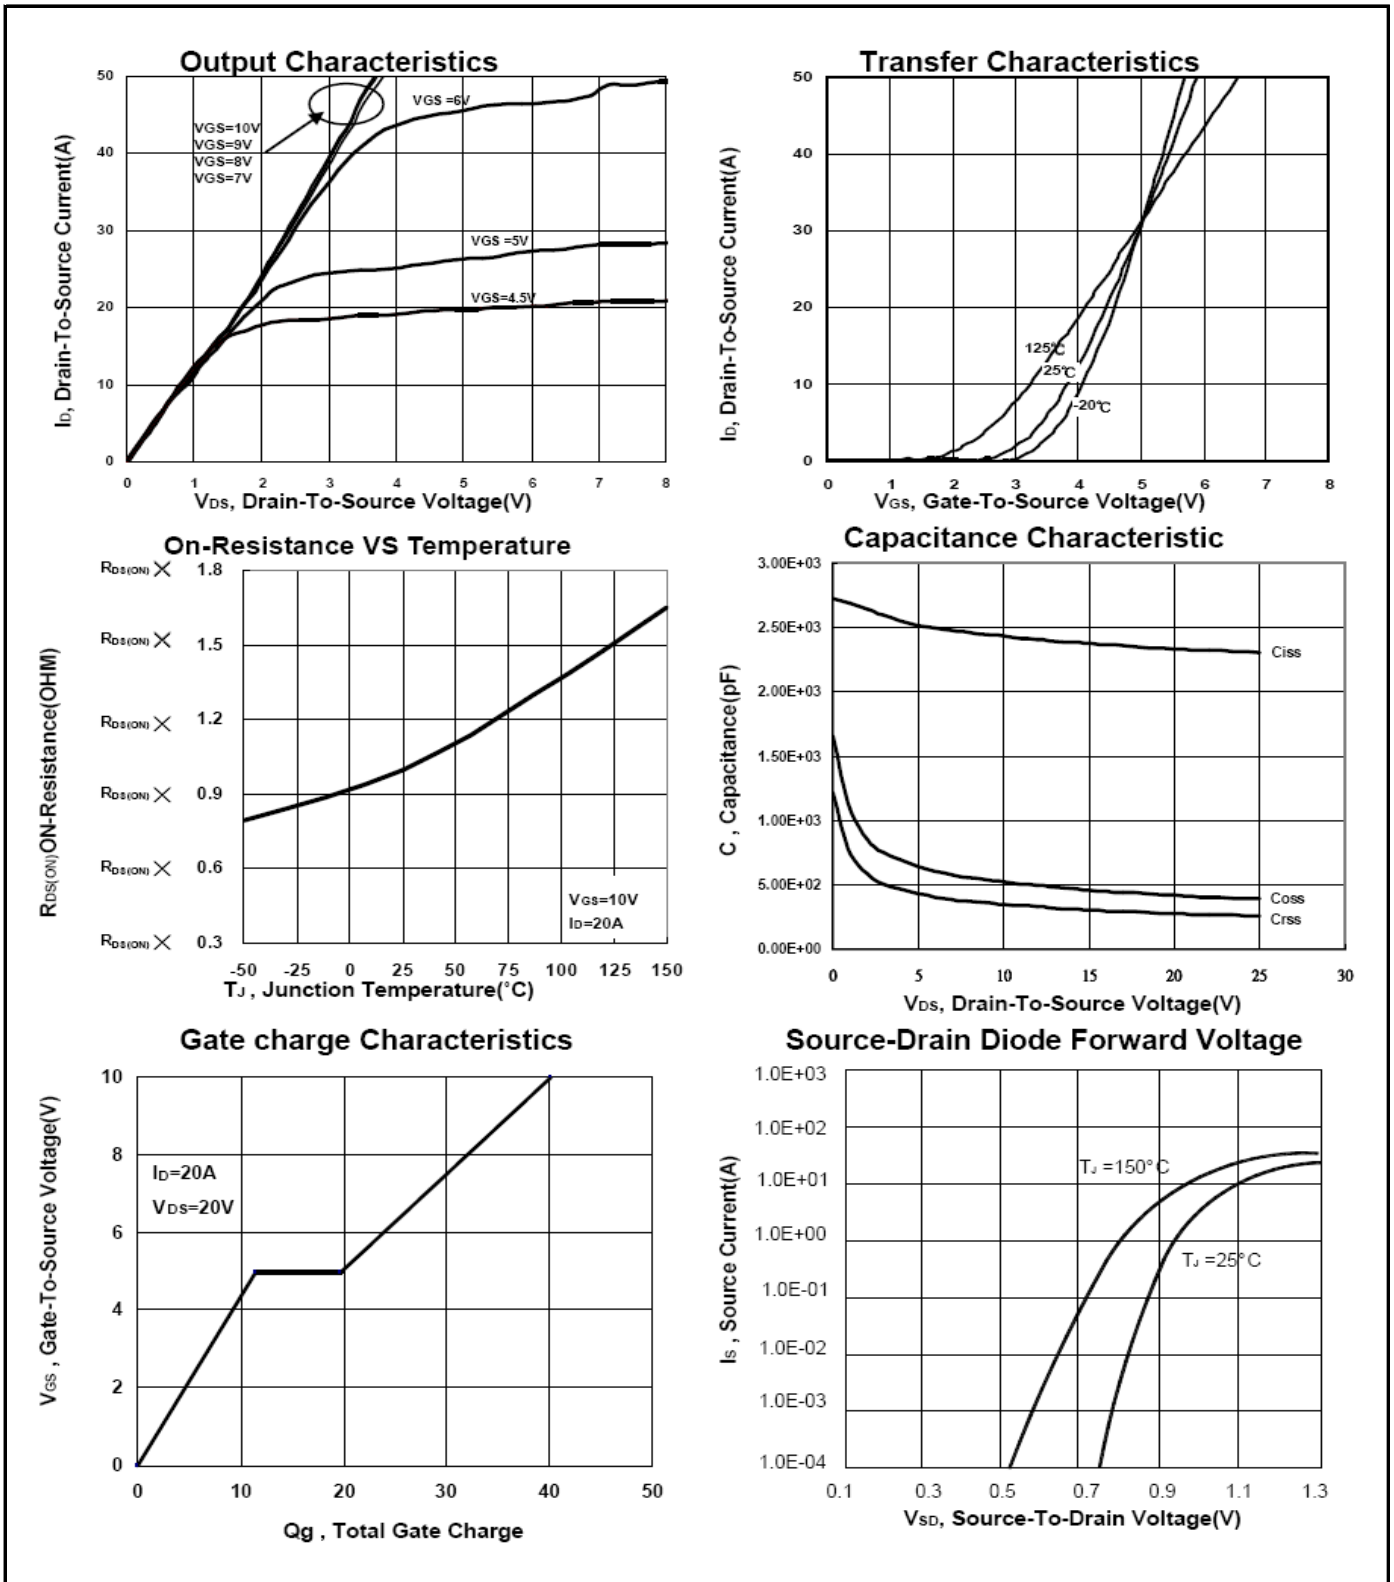 Output Characteristics
50
40
30
20
10
0
VGS=10V
VGS=9V
VGS=8V
VGS=7V
VGS =6V
VGS =5V
VGS=4.5V
ID, Drain-To-Source Current(A)
0 1 2 3 4 5 6 7 8
VDS, Drain-To-Source Voltage(V)
Transfer Characteristics
50
40
30
20
10
0
125°C
25°C
-20°C
ID, Drain-To-Source Current(A)
0 1 2 3 4 5 6 7 8
VGS, Gate-To-Source Voltage(V)
On-Resistance VS Temperature
RDS(ON) X 1.8
RDS(ON) X 1.5
RDS(ON) X 1.2
RDS(ON) X 0.9
RDS(ON) X 0.6
RDS(ON) X 0.3
RDS(ON)ON-Resistance(OHM)
VGS=10V
ID=20A
-50 -25 0 25 50 75 100 125 150
TJ , Junction Temperature(°C)
Capacitance Characteristic
3.00E+03
2.50E+03
2.00E+03
1.50E+03
1.00E+03
5.00E+02
0.00E+00
Ciss
Coss
Crss
C , Capacitance(pF)
0 5 10 15 20 25 30
VDS, Drain-To-Source Voltage(V)
Gate charge Characteristics
10
8
6
4
2
0
ID=20A
VDS=20V
VGS , Gate-To-Source Voltage(V)
0 10 20 30 40 50
Qg , Total Gate Charge
Source-Drain Diode Forward Voltage
1.0E+03
1.0E+02
1.0E+01
1.0E+00
1.0E-01
1.0E-02
1.0E-03
1.0E-04
TJ =150°C
TJ =25°C
IS , Source Current(A)
0.1 0.3 0.5 0.7 0.9 1.1 1.3
VSD, Source-To-Drain Voltage(V)